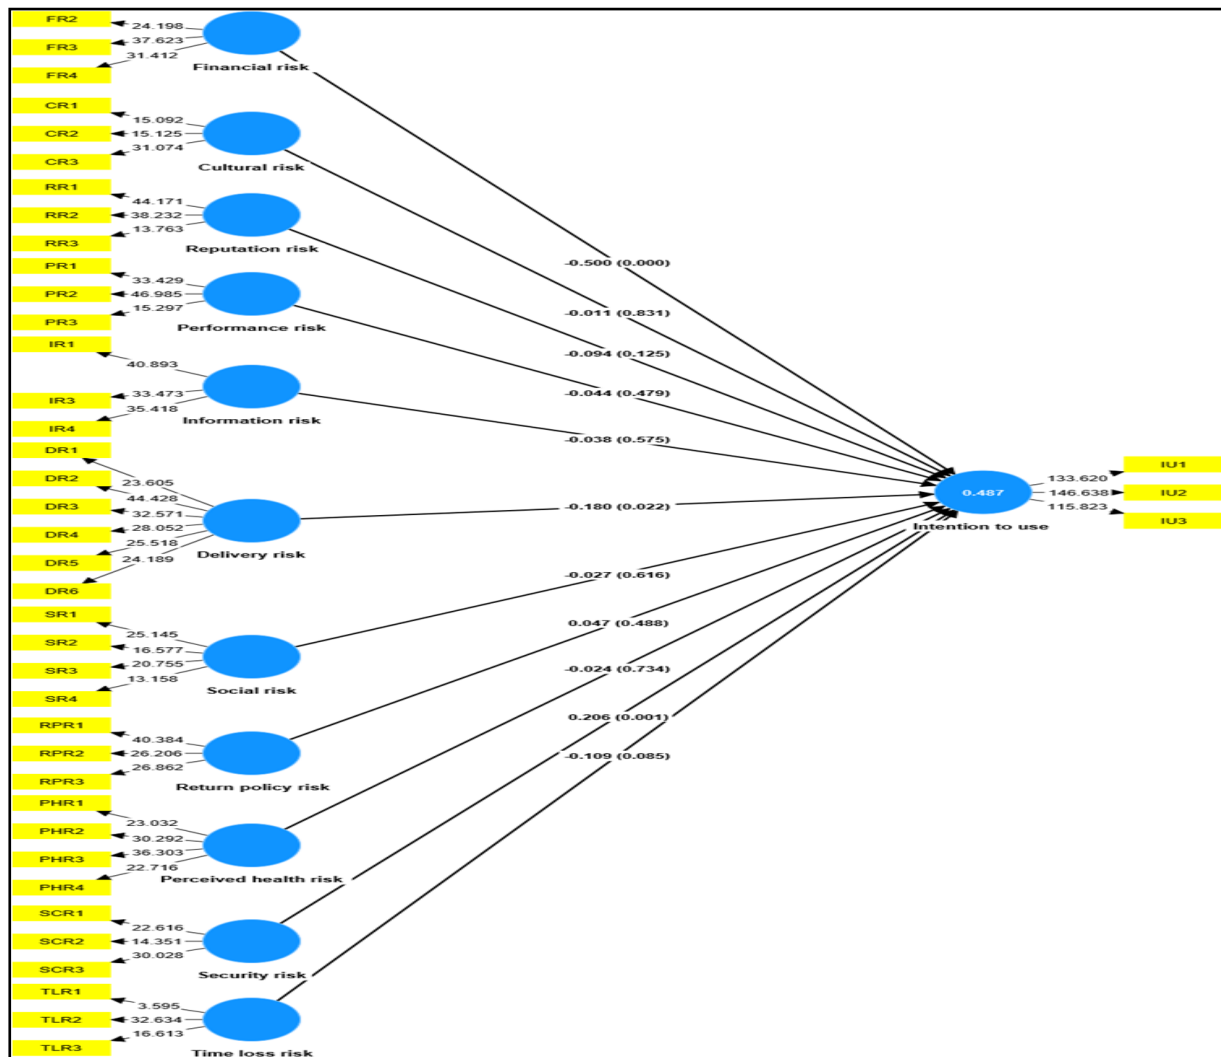 FR2
24.198
FR3
37.623
31.412
FR4
Financial risk
CR1
15.092
CR2
15.125
CR3
31.074
Cultural risk
RR1
44.171
RR2
38.232
RR3
13.763
Reputation risk
PR1
33.429
PR2
46.985
PR3
15.297
Performance risk
IR1
40.893
IR3
33.473
IR4
35.418
Information risk
DR1
DR2
23.605
44.428
DR3
32.571
DR4
28.052
25.518
DR5
24.189
DR6
Delivery risk
SR1
25.145
SR2
16.577
SR3
20.755
13.158
SR4
Social risk
RPR1
40.384
RPR2
26.206
RPR3
26.862
Return policy risk
PHR1
23.032
PHR2
30.292
PHR3
36.303
22.716
PHR4
Perceived health risk
SCR1
22.616
SCR2
14.351
SCR3
30.028
Security risk
TLR1
3.595
TLR2
32.634
TLR3
16.613
Time loss risk
-0.500 (0.000)
-0.011 (0.831)
-0.094 (0.125)
-0.044 (0.479)
-0.038 (0.575)
-0.180 (0.022)
-0.027 (0.616)
0.047 (0.488)
-0.024 (0.734)
0.206 (0.001)
-0.109 (0.085)
0.487
Intention to use
133.620
IU1
146.638
IU2
115.823
IU3